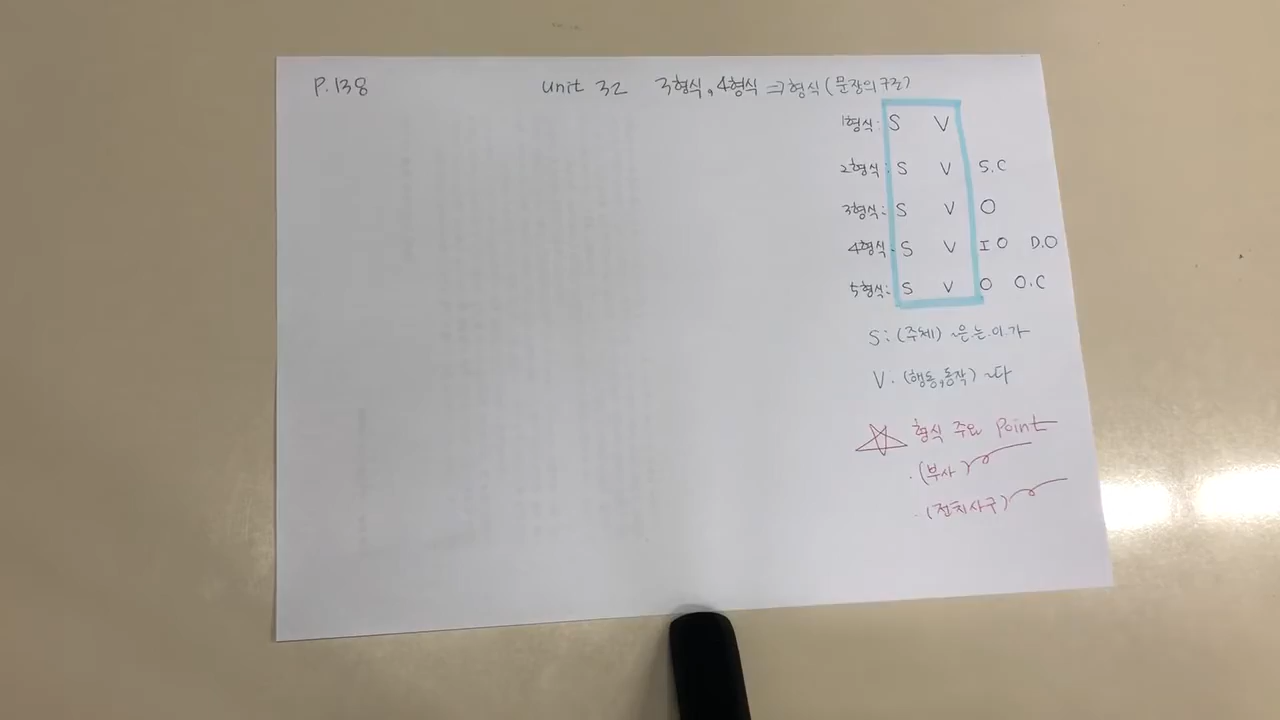 P.138
unit 32 3형식, 4형식 ⇒ 형식 (문장의 구조)
1형식: S V
2형식: S V S.C
3형식: S V O
4형식. S V I O D.O
5형식: S V O O.C
S: (주체) ~은.는.이.가
V. (행동,동작) ~다
☆ 형식 주요 Point
. (부사)
. (전치사구)